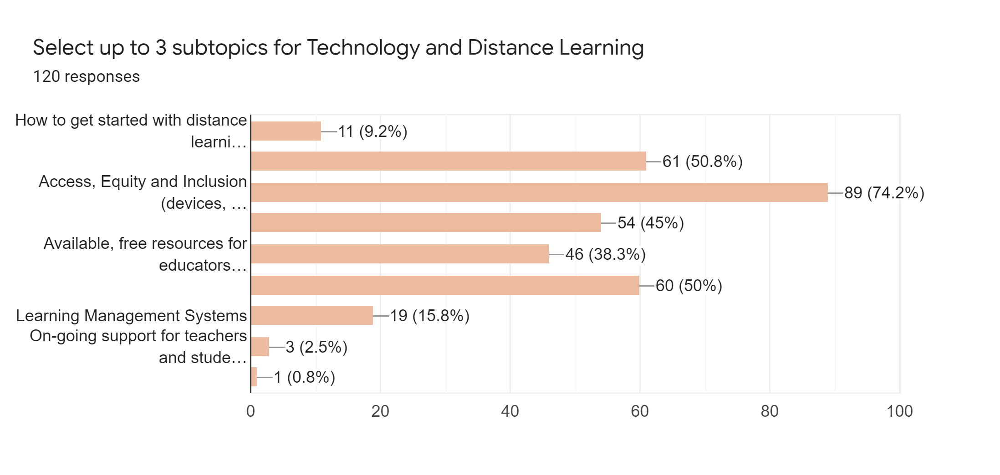 Select up to 3 subtopics for Technology and Distance Learning
120 responses
How to get started with distance
learni…
11 (9.2%)
61 (50.8%)
Access, Equity and Inclusion
(devices, …
89 (74.2%)
54 (45%)
Available, free resources for
educators…
46 (38.3%)
60 (50%)
Learning Management Systems
19 (15.8%)
On-going support for teachers
and stude…
3 (2.5%)
1 (0.8%)
0 20 40 60 80 100